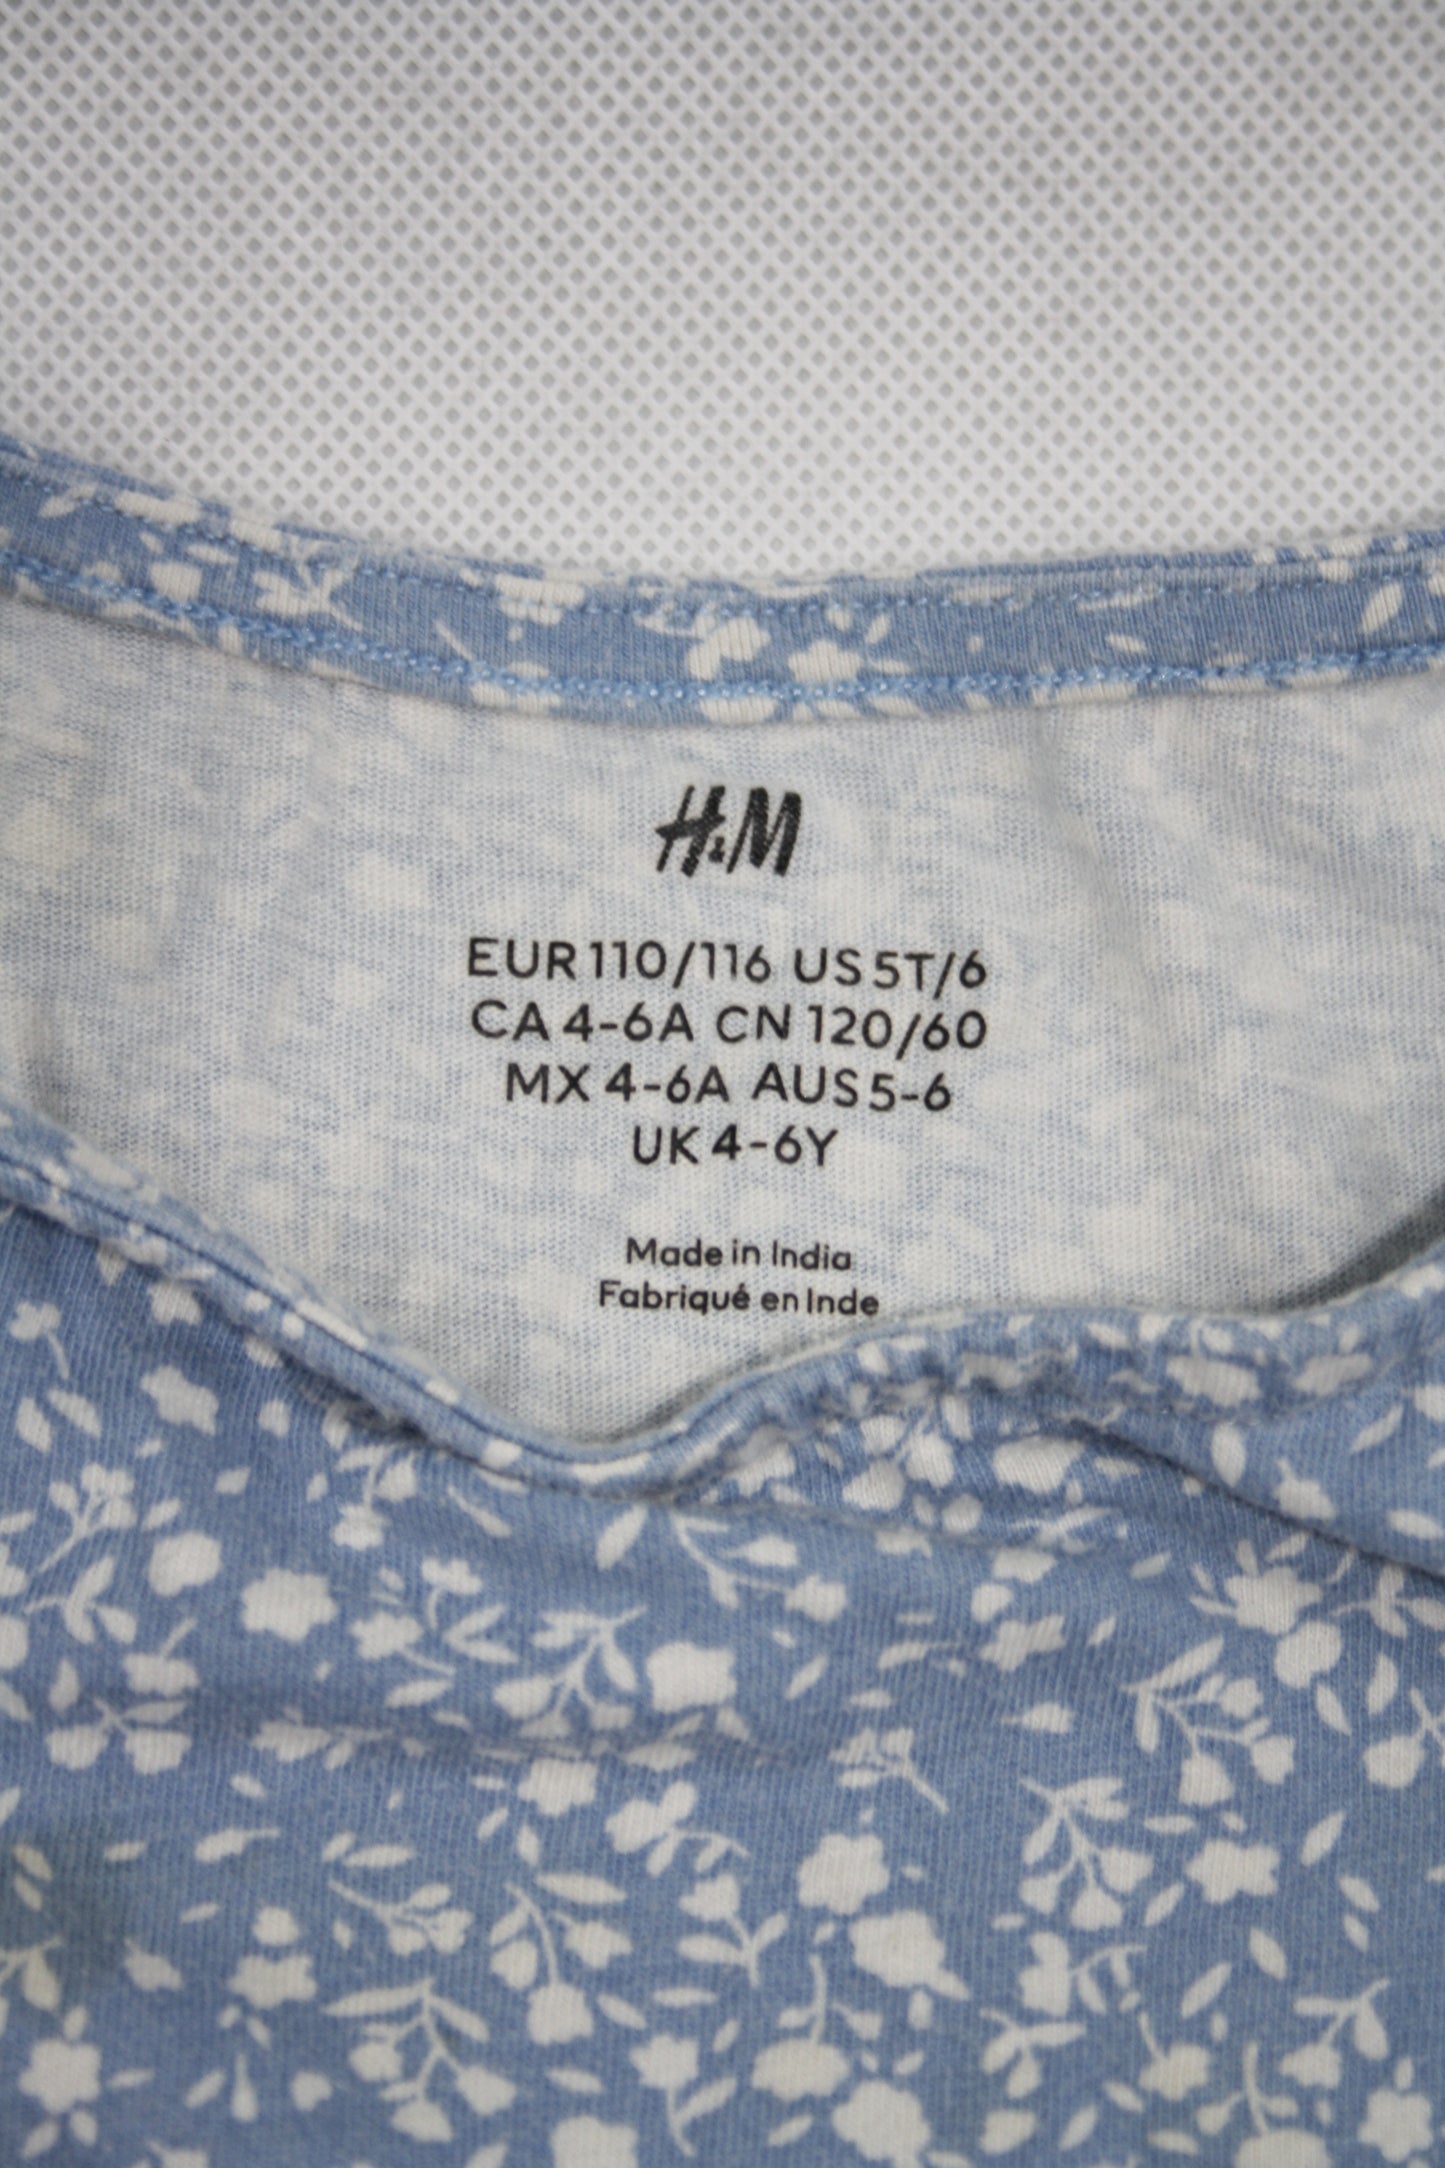 H&M
EUR 110/116 US 5T/6
CA 4-6A CN 120/60
MX 4-6A AUS 5-6
UK 4-6Y
Made in India
Fabriqué en Inde